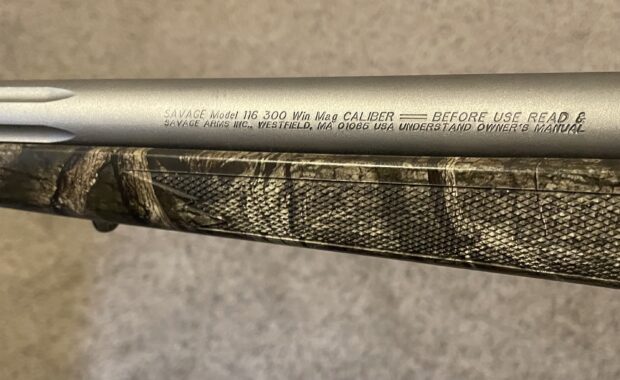 SAVAGE Model 116 300 Win Mag CALIBER == BEFORE USE READ &
SAVAGE ARMS INC., WESTFIELD, MA 01085 USA UNDERSTAND OWNER'S MANUAL